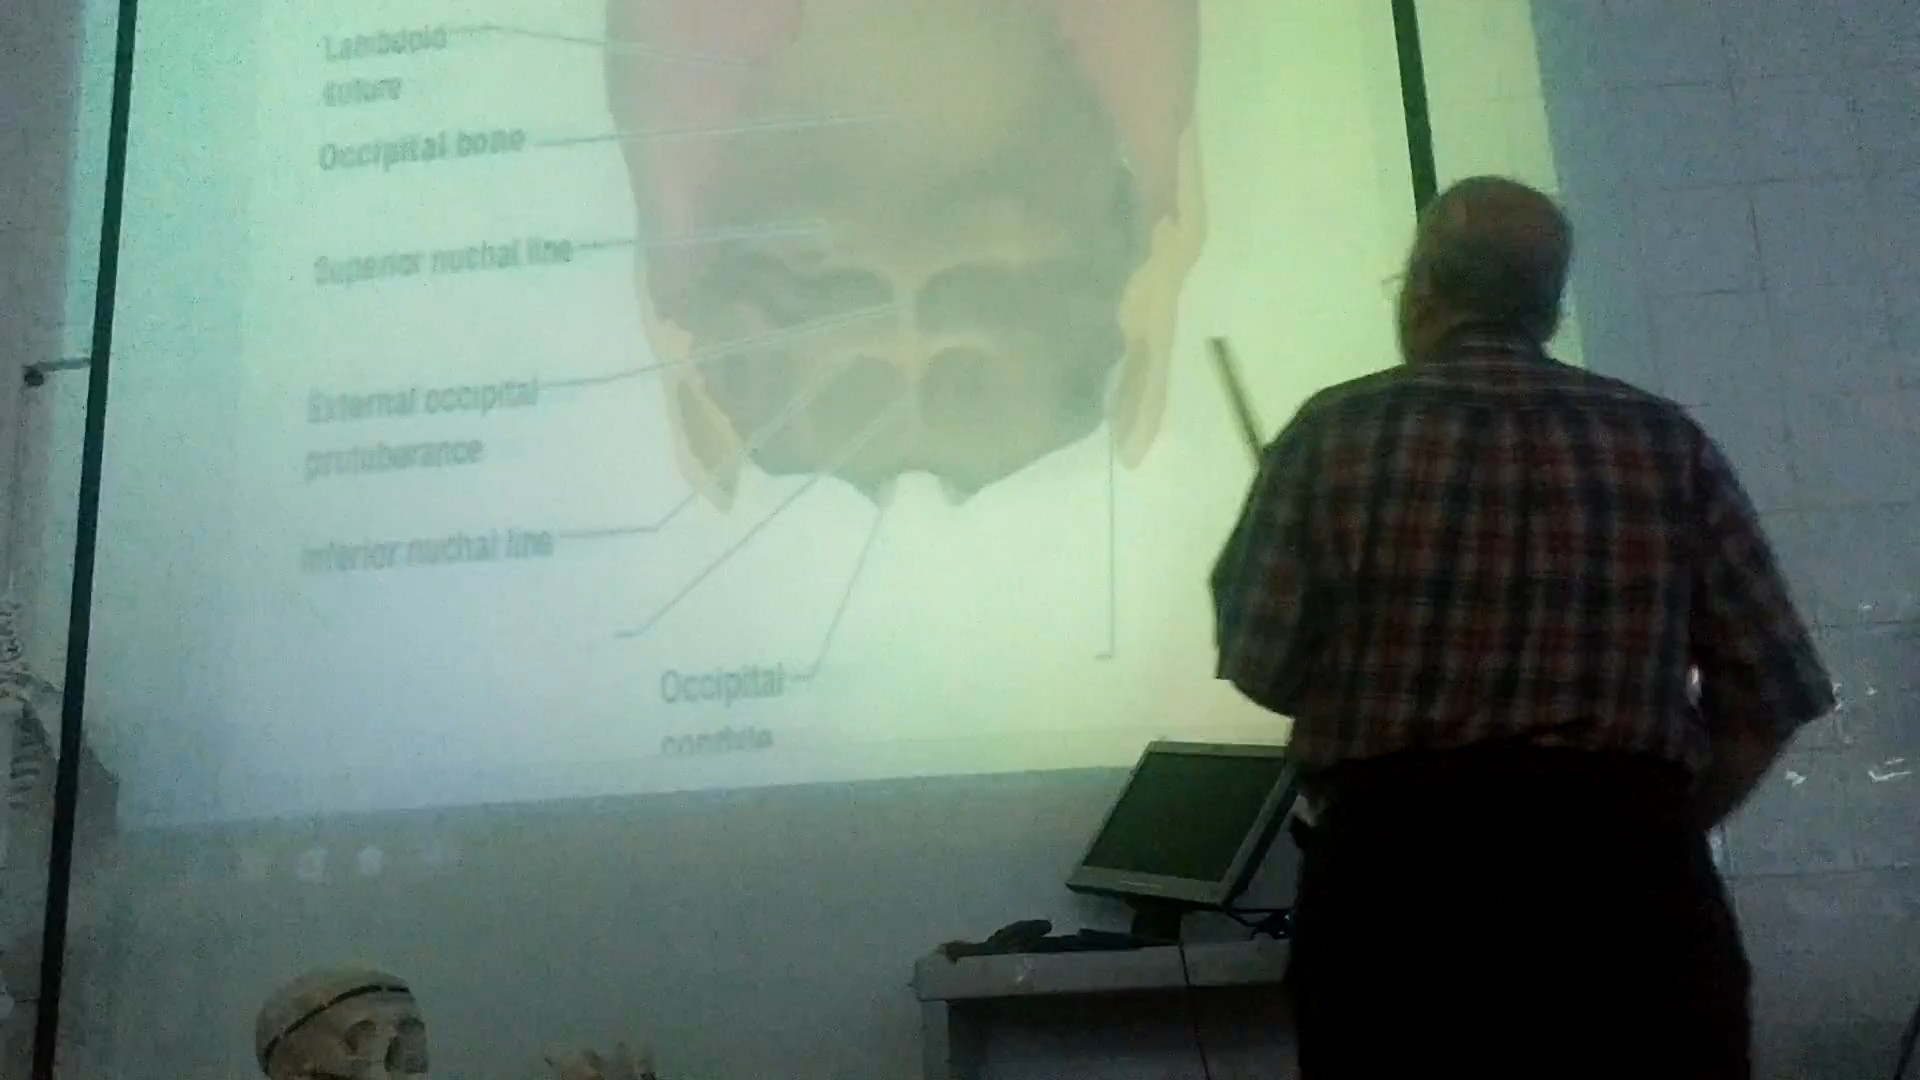 Lambdoid
suture
Occipital bone
Superior nuchal line
External occipital
protuberance
Inferior nuchal line
Occipital
condyle